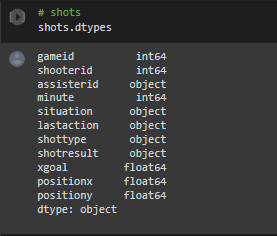 # shots
shots.dtypes
gameid int64
shooterid int64
assisterid object
minute int64
situation object
lastaction object
shottype object
shotresult object
xgoal float64
positionx float64
positiony float64
dtype: object